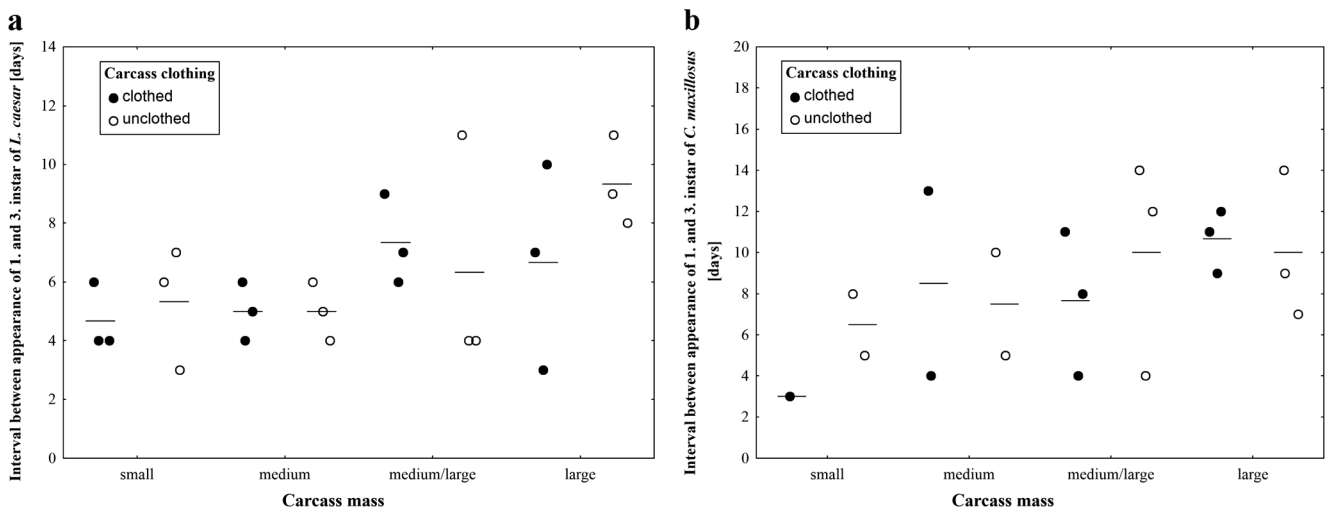 a
Interval between appearance of 1. and 3. instar of L. caesar [days]
14
12
10
8
6
4
2
0
Carcass clothing
clothed
unclothed
small medium medium/large large
Carcass mass
b
Interval between appearance of 1. and 3. instar of C. maxillosus
[days]
20
18
16
14
12
10
8
6
4
2
0
Carcass clothing
clothed
unclothed
small medium medium/large large
Carcass mass